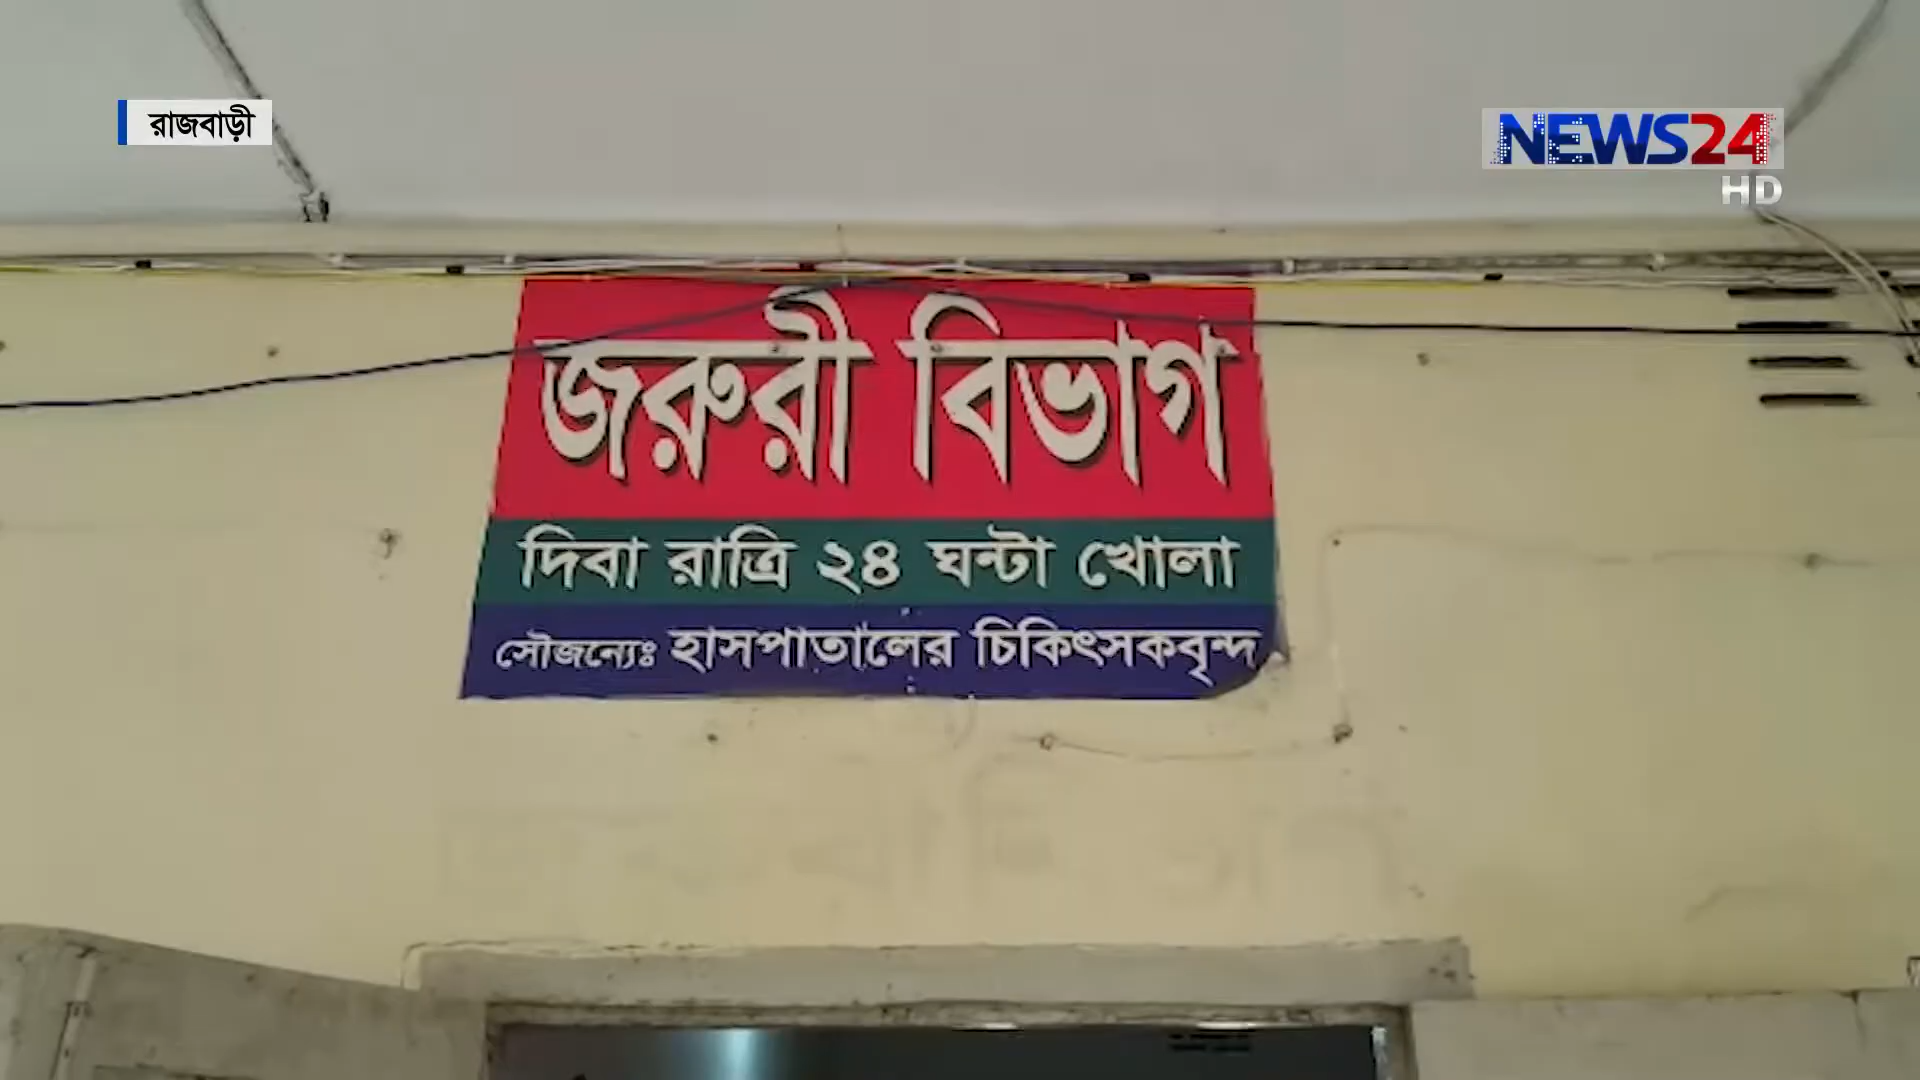 রাজবাড়ী
NEWS24
HD
জরুরী বিভাগ
দিবা রাত্রি ২৪ ঘন্টা খোলা
সৌজন্যেঃ হাসপাতালের চিকিৎসকবৃন্দ